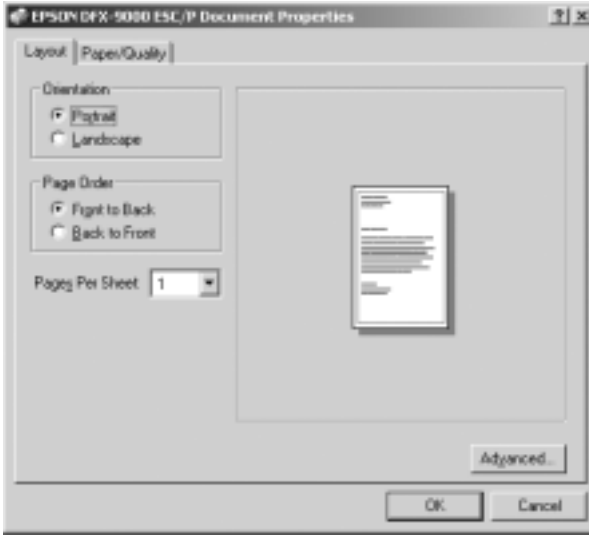 EPSON DFX-9000 ESC/P Document Properties
Layout
Paper/Quality
Orientation
Portrait
Landscape
Page Order
Front to Back
Back to Front
Pages Per Sheet
1
Advanced...
OK
Cancel